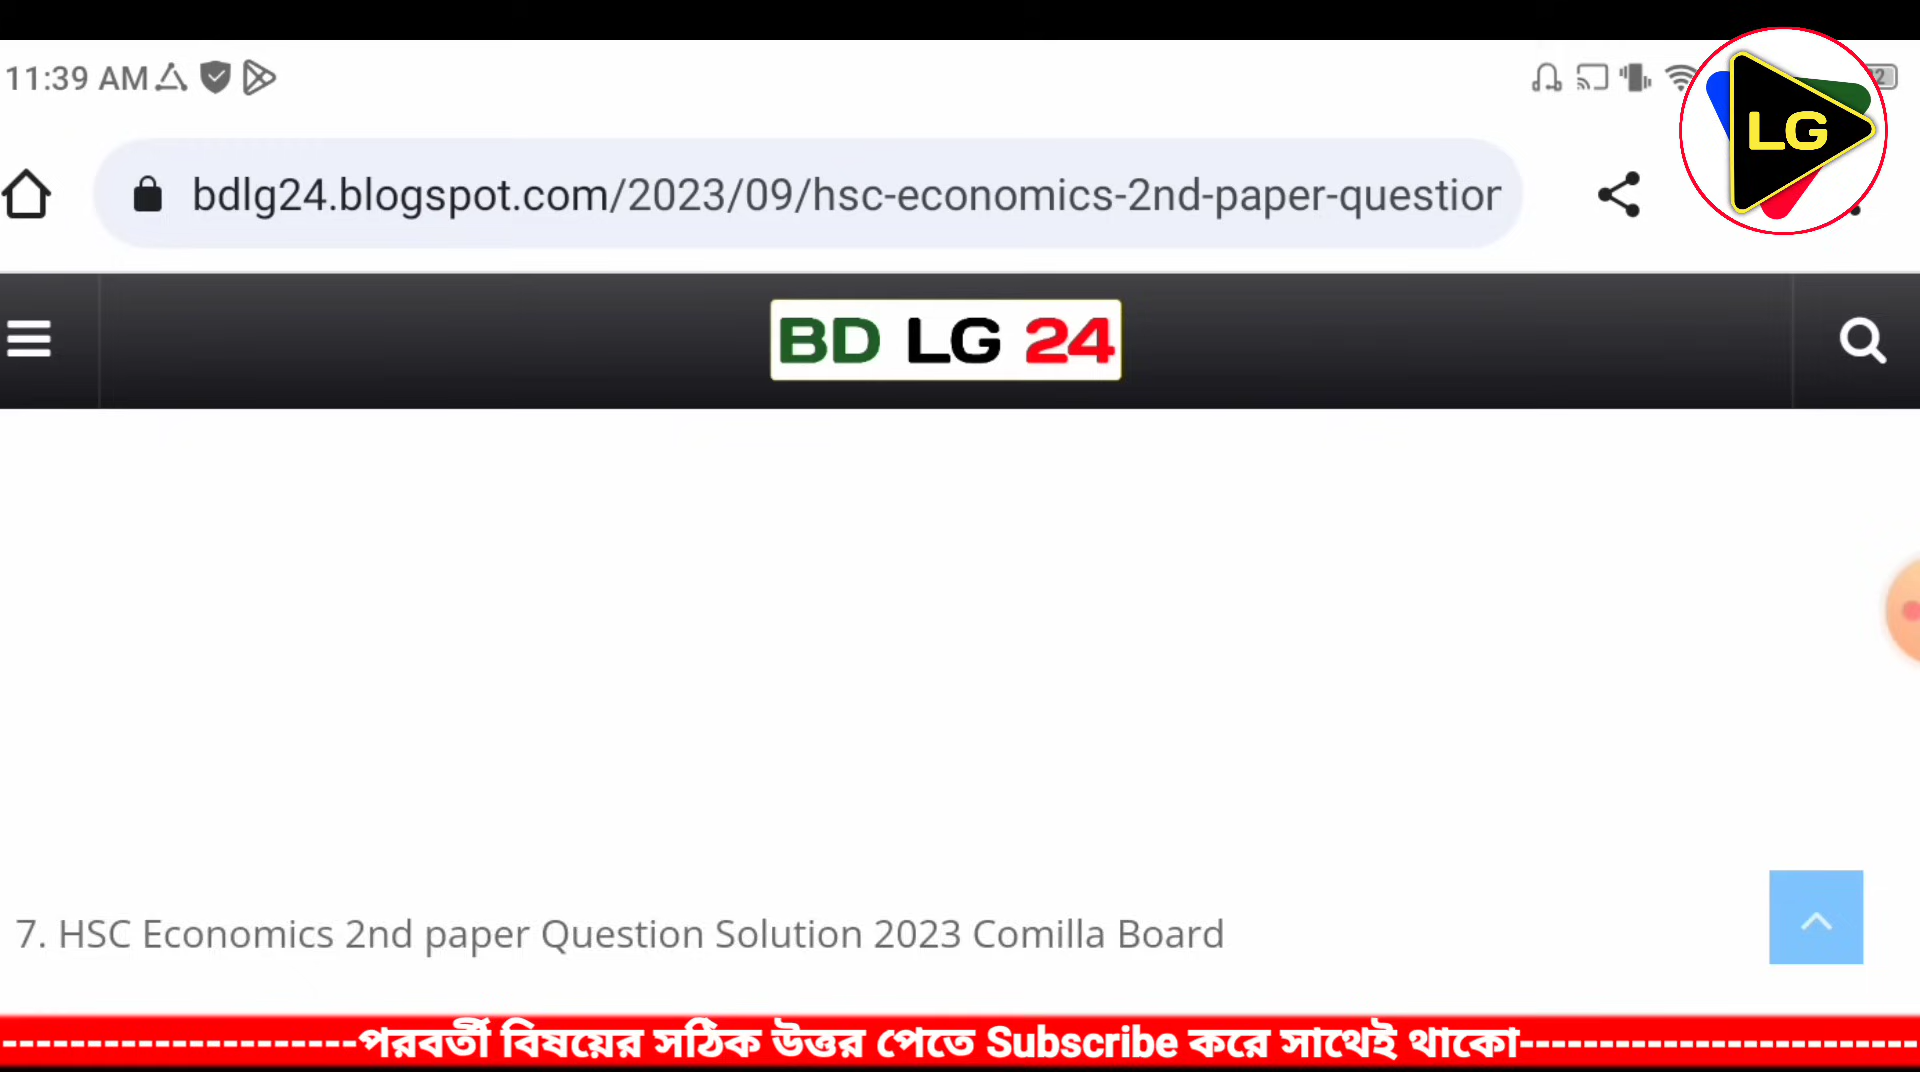 11:39 AM
LG
bdlg24.blogspot.com/2023/09/hsc-economics-2nd-paper-question
BD LG 24
7. HSC Economics 2nd paper Question Solution 2023 Comilla Board
---------------------পরবর্তী বিষয়ের সঠিক উত্তর পেতে Subscribe করে সাথেই থাকো------------------------